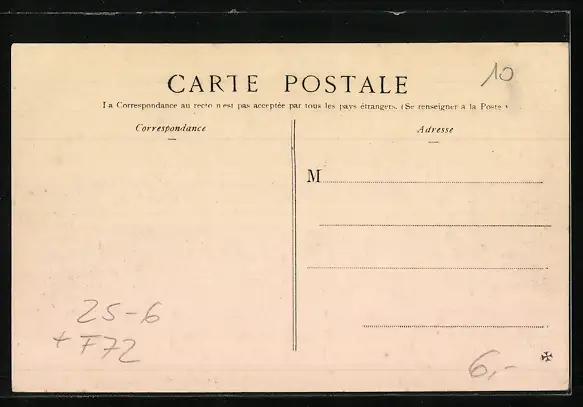 CARTE POSTALE
10
La Correspondance au recto n'est pas acceptée par tous les pays étrangers. (Se renseigner à la Poste)
Correspondance
Adresse
M
25-6
+ F72
6,-